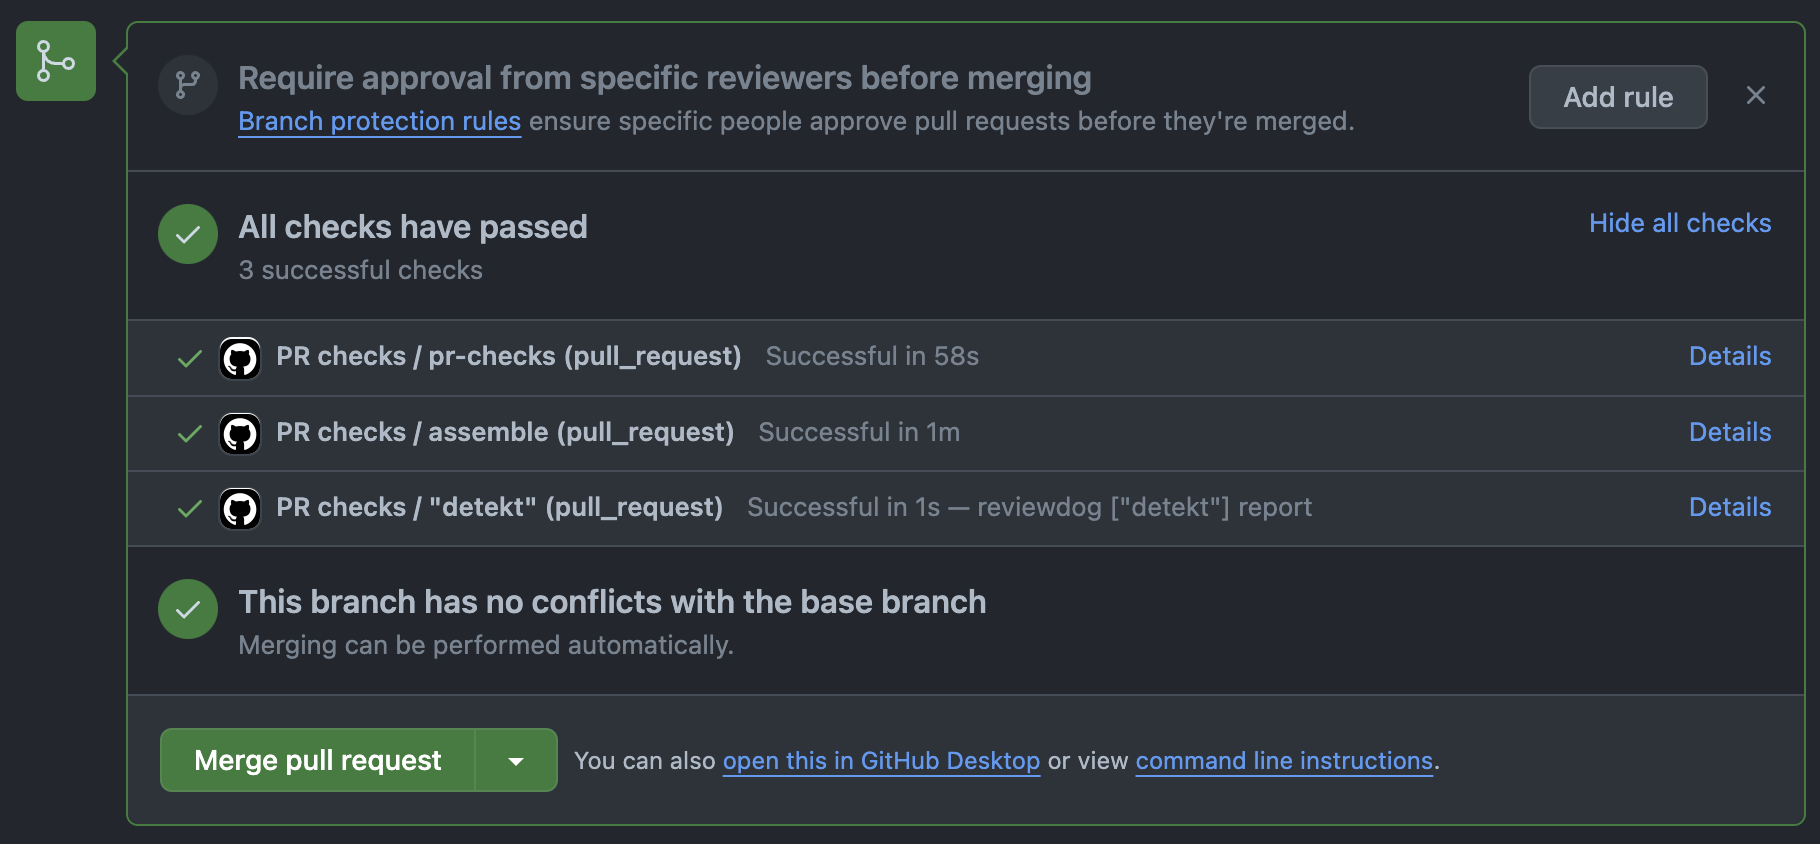 Require approval from specific reviewers before merging
Add rule
Branch protection rules ensure specific people approve pull requests before they're merged.
All checks have passed
Hide all checks
3 successful checks
PR checks / pr-checks (pull_request) Successful in 58s Details
PR checks / assemble (pull_request) Successful in 1m Details
PR checks / "detekt" (pull_request) Successful in 1s — reviewdog ["detekt"] report Details
This branch has no conflicts with the base branch
Merging can be performed automatically.
Merge pull request You can also open this in GitHub Desktop or view command line instructions.